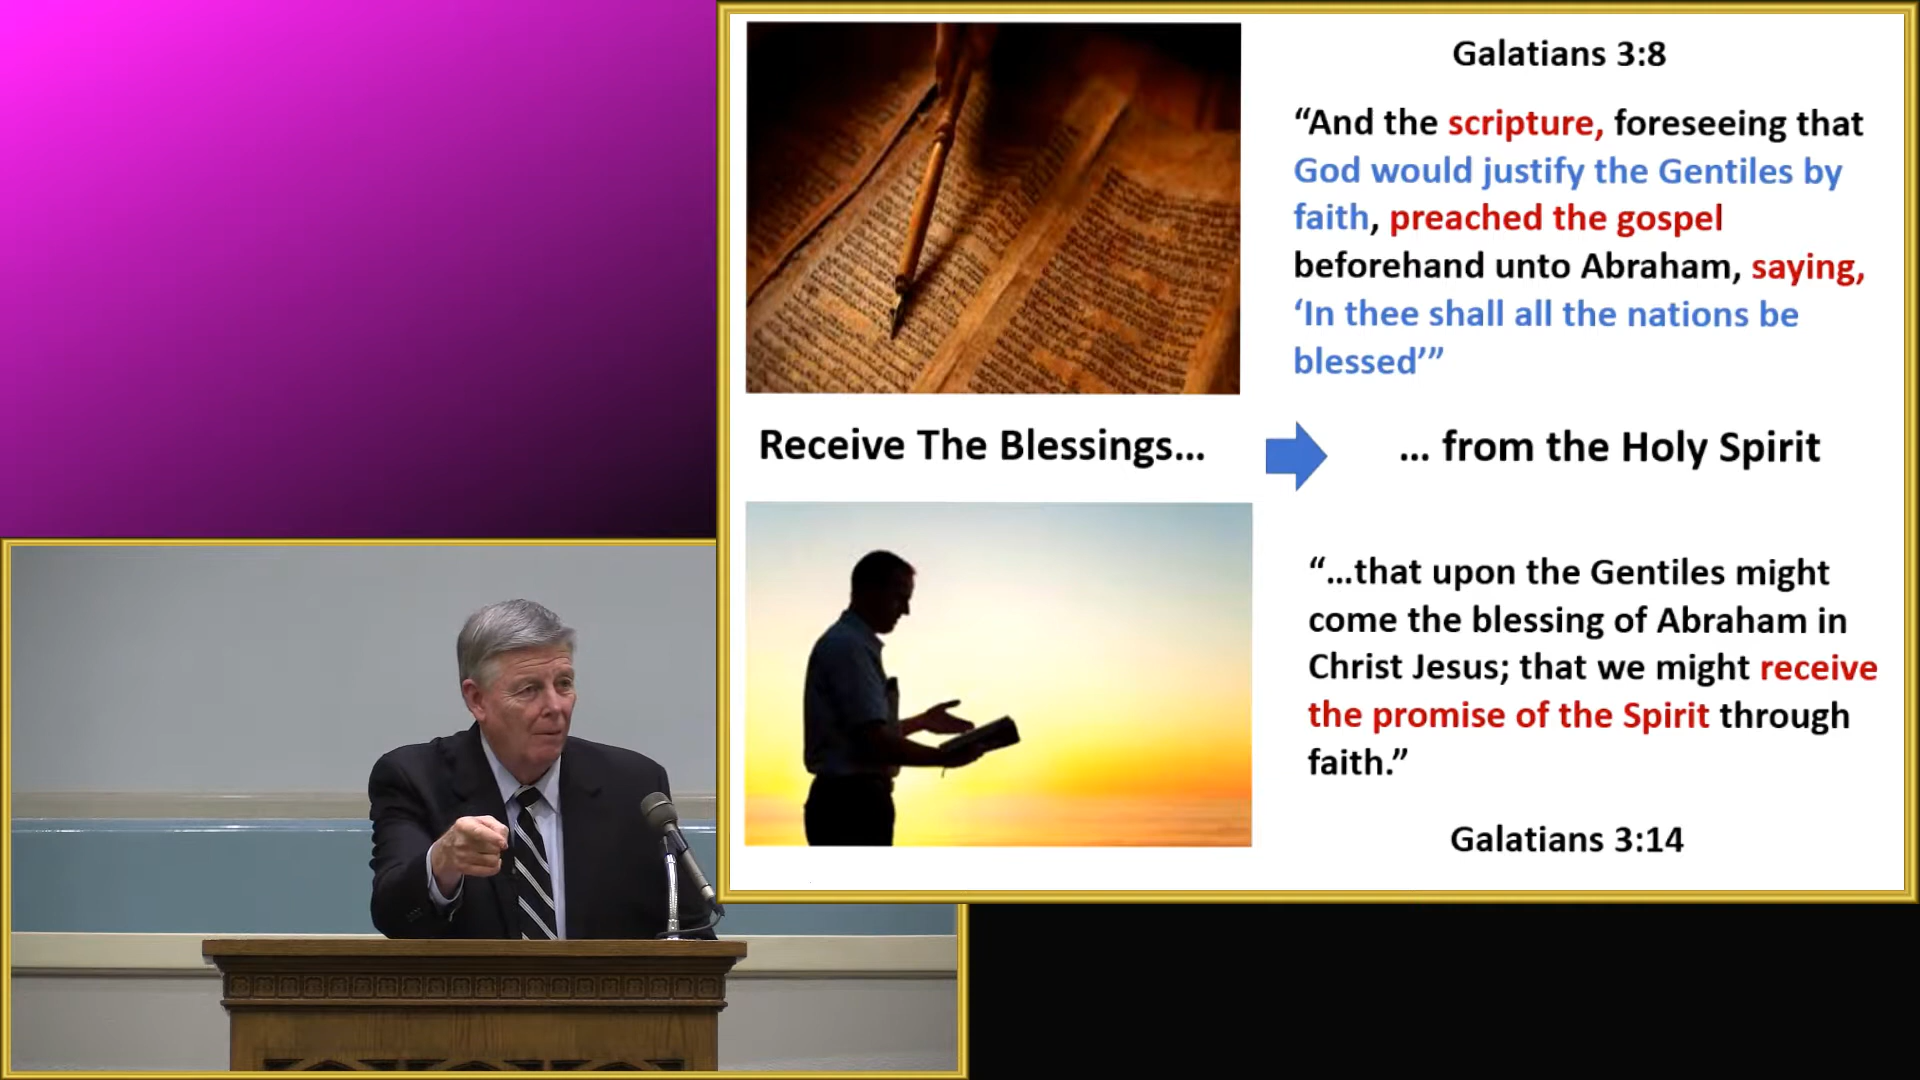 Galatians 3:8
“And the scripture, foreseeing that
God would justify the Gentiles by
faith, preached the gospel
beforehand unto Abraham, saying,
‘In thee shall all the nations be
blessed’”
Receive The Blessings...
... from the Holy Spirit
“...that upon the Gentiles might
come the blessing of Abraham in
Christ Jesus; that we might receive
the promise of the Spirit through
faith.”
Galatians 3:14